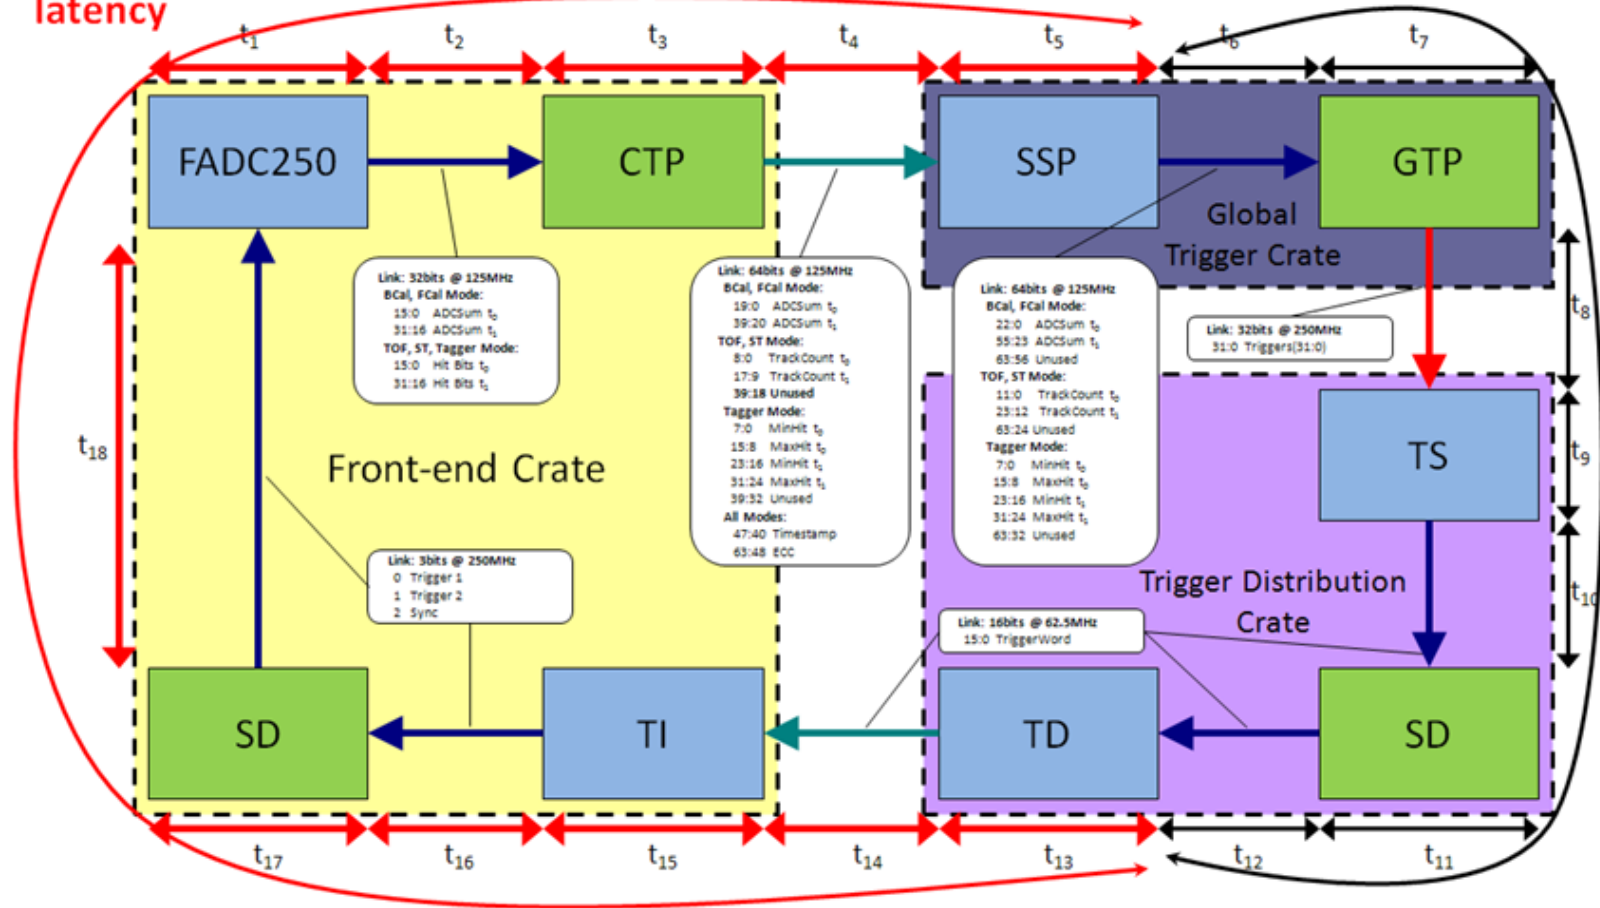 latency
t1 t2 t3 t4 t5 t6 t7
FADC250
CTP
SSP
GTP
Global
Trigger Crate
Link: 32bits @ 125MHz
BCal, FCal Mode:
15:0 ADCSum t0
31:16 ADCSum t1
TOF, ST, Tagger Mode:
15:0 Hit Bits t0
31:16 Hit Bits t1
Link: 64bits @ 125MHz
BCal, FCal Mode:
19:0 ADCSum t0
39:20 ADCSum t1
TOF, ST Mode:
8:0 TrackCount t0
17:9 TrackCount t1
39:18 Unused
Tagger Mode:
7:0 MinHit t0
15:8 MaxHit t0
23:16 MinHit t1
31:24 MaxHit t1
39:32 Unused
All Modes:
47:40 Timestamp
63:48 ECC
Link: 64bits @ 125MHz
BCal, FCal Mode:
22:0 ADCSum t0
55:23 ADCSum t1
63:56 Unused
TOF, ST Mode:
11:0 TrackCount t0
23:12 TrackCount t1
63:24 Unused
Tagger Mode:
7:0 MinHit t0
15:8 MaxHit t0
23:16 MinHit t1
31:24 MaxHit t1
63:32 Unused
Link: 32bits @ 250MHz
31:0 Triggers(31:0)
t8
t18
Front-end Crate
TS
t9
Link: 3bits @ 250MHz
0 Trigger 1
1 Trigger 2
2 Sync
Trigger Distribution
Crate
t10
Link: 16bits @ 62.5MHz
15:0 TriggerWord
SD
TI
TD
SD
t17 t16 t15 t14 t13 t12 t11